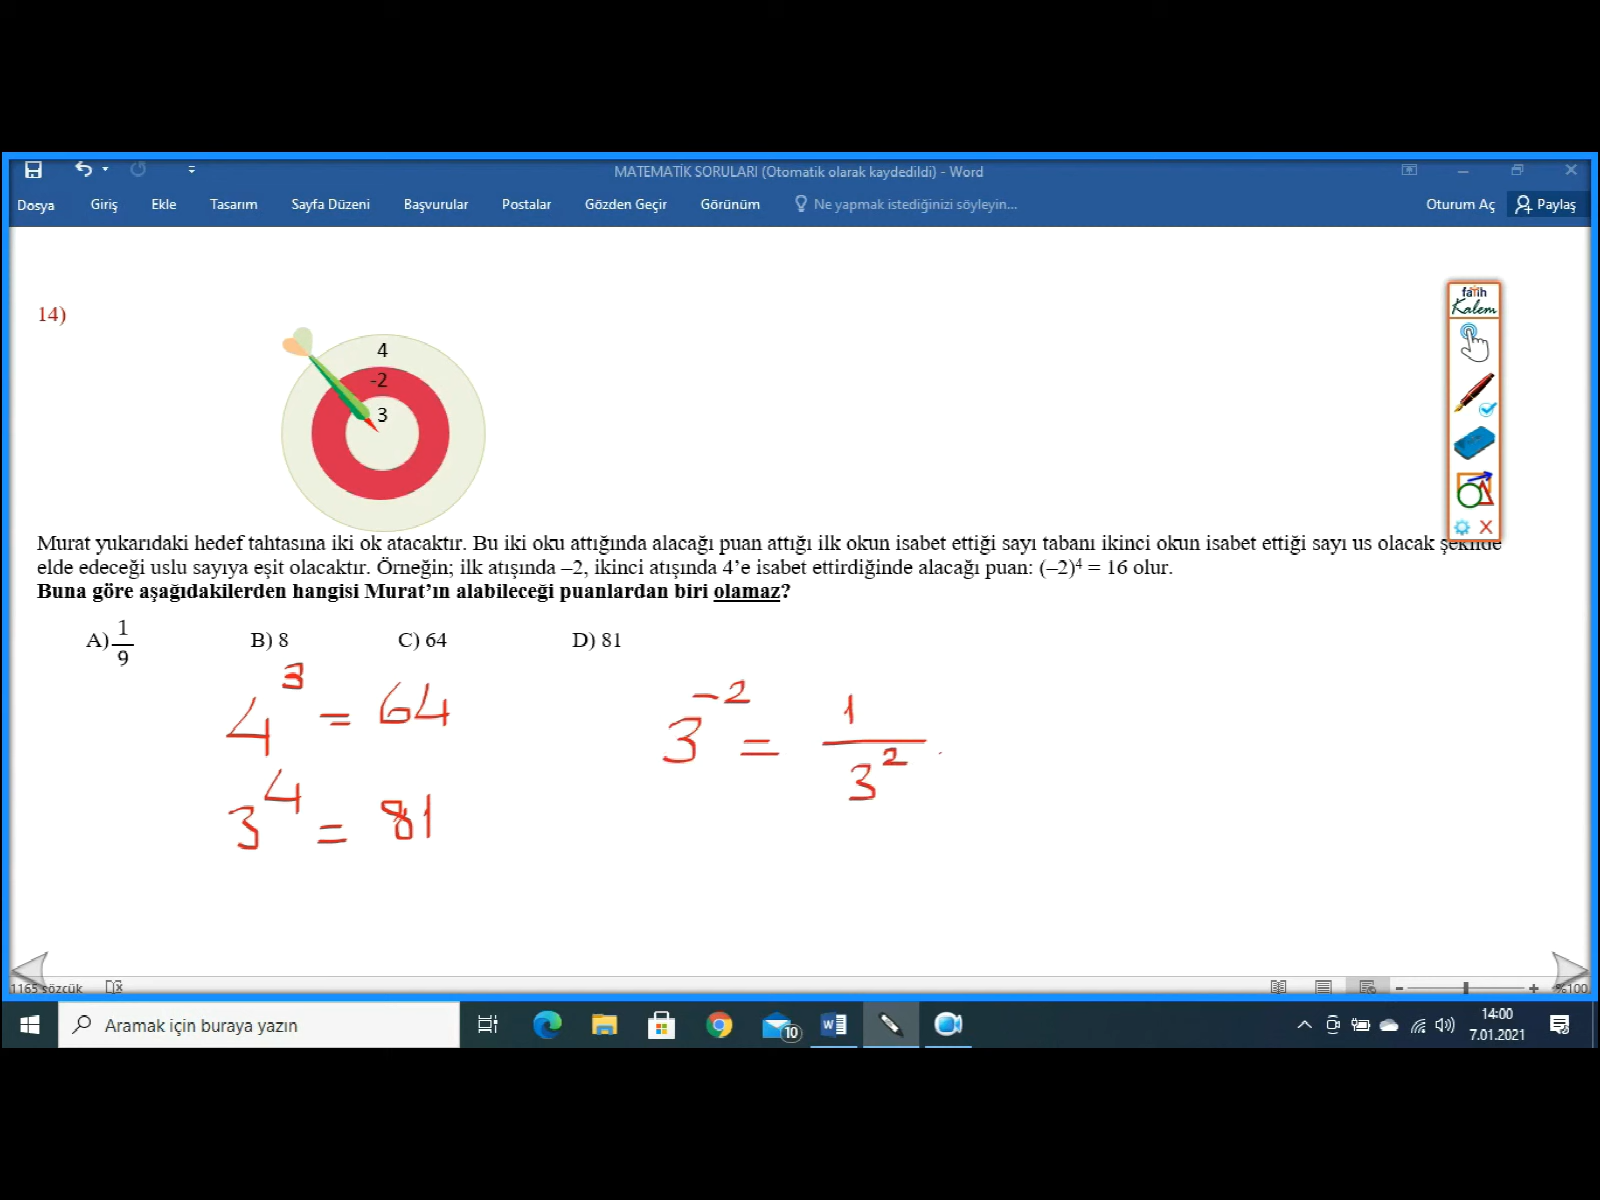 MATEMATİK SORULARI (Otomatik olarak kaydedildi) - Word
Dosya Giriş Ekle Tasarım Sayfa Düzeni Başvurular Postalar Gözden Geçir Görünüm Ne yapmak istediğinizi söyleyin... Oturum Aç Paylaş
fatih
Kalem
14)
4
-2
3
Murat yukarıdaki hedef tahtasına iki ok atacaktır. Bu iki oku attığında alacağı puan attığı ilk okun isabet ettiği sayı tabanı ikinci okun isabet ettiği sayı us olacak şekilde
elde edeceği uslu sayıya eşit olacaktır. Örneğin; ilk atışında –2, ikinci atışında 4’e isabet ettirdiğinde alacağı puan: (–2)⁴ = 16 olur.
Buna göre aşağıdakilerden hangisi Murat’ın alabileceği puanlardan biri olamaz?
A) 1/9 B) 8 C) 64 D) 81
4³ = 64
3⁻² = 1/3²
3⁴ = 81
1165 sözcük
%100
Aramak için buraya yazın
10
14:00
7.01.2021